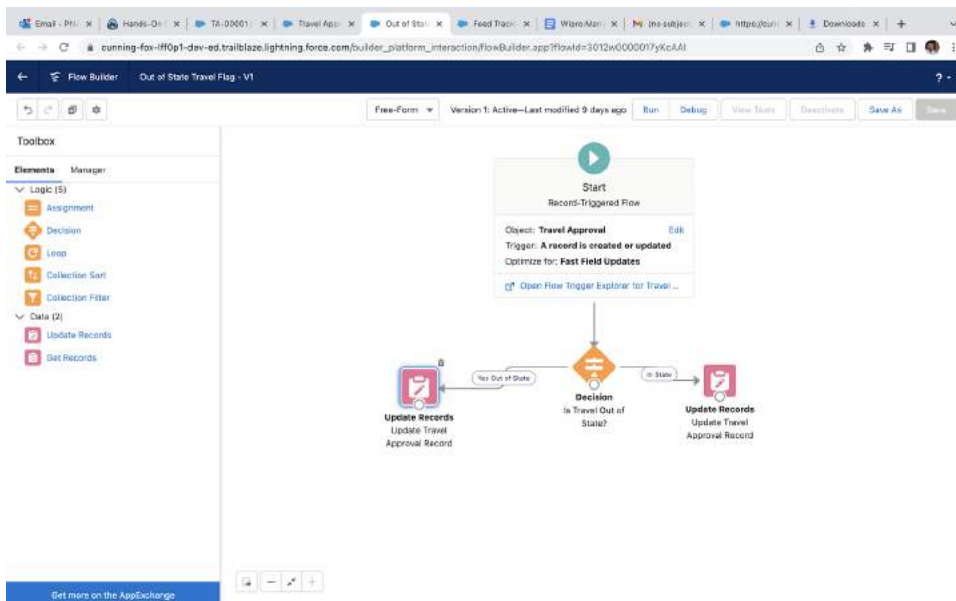 Email - Phi
Hands-On
TA-00001
Travel App
Out of Stat
Feed Track
Wipro Mari
(no subject
https://cun
Downloads
cunning-fox-lff0p1-dev-ed.trailblaze.lightning.force.com/builder_platform_interaction/flowBuilder.app?flowId=3012w0000017yKcAAI
Flow Builder Out of State Travel Flag - V1 ?
Free-Form Version 1: Active—Last modified 9 days ago Run Debug View Tests Deactivate Save As Save
Toolbox
Elements Manager
Logic (5)
Assignment
Decision
Loop
Collection Sort
Collection Filter
Data (2)
Update Records
Get Records
Get more on the AppExchange
Start
Record-Triggered Flow
Object: Travel Approval Edit
Trigger: A record is created or updated
Optimize for: Fast Field Updates
Open Flow Trigger Explorer for Travel ...
Yes Out of State
In State
Decision
Is Travel Out of
State?
Update Records
Update Travel
Approval Record
Update Records
Update Travel
Approval Record